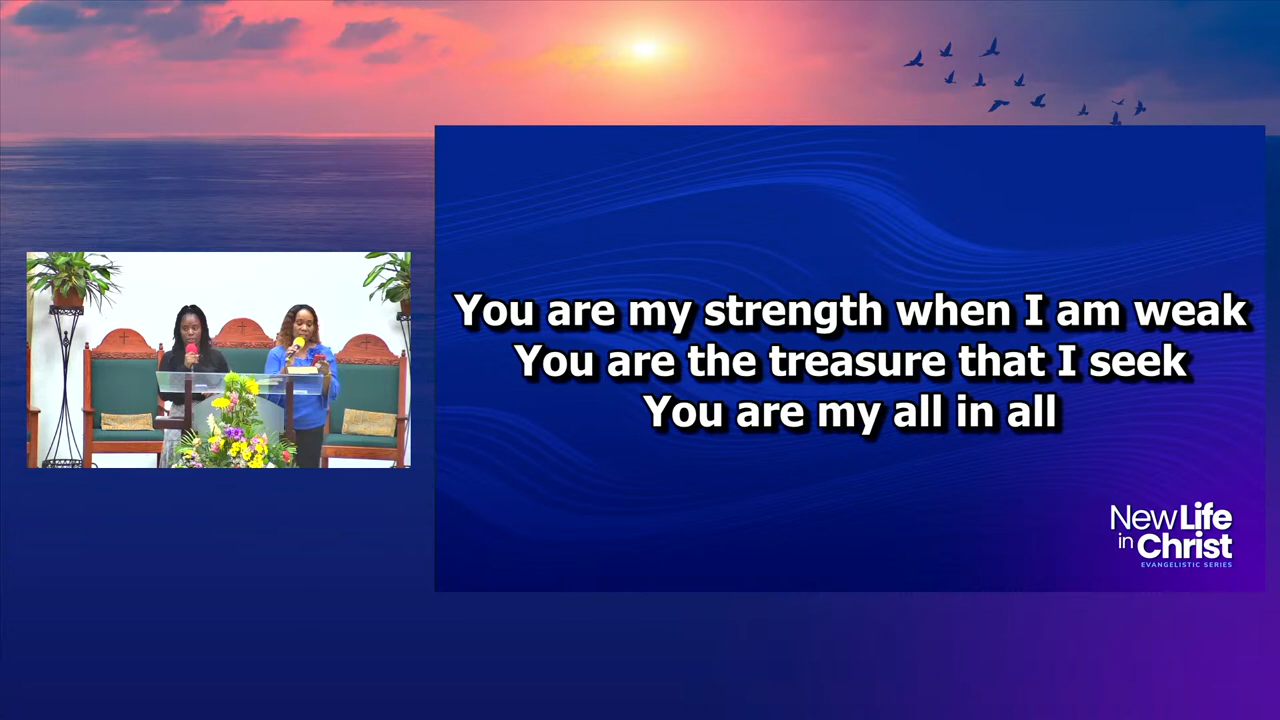 You are my strength when I am weak
You are the treasure that I seek
You are my all in all
New Life
in Christ
EVANGELISTIC SERIES